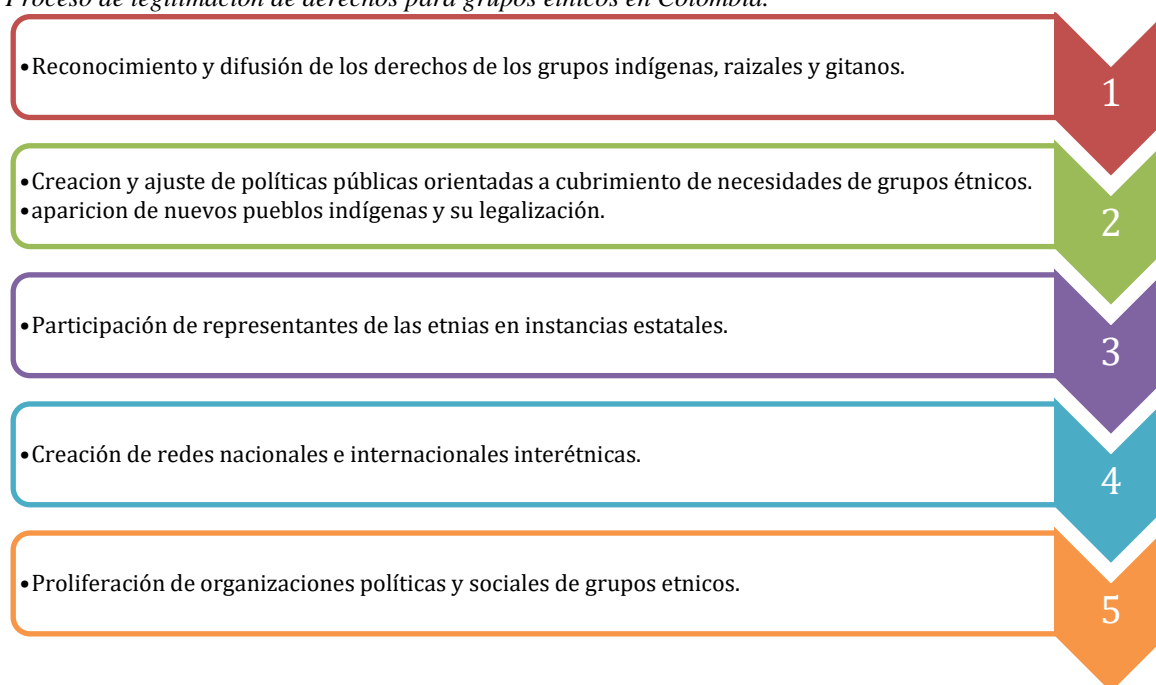 Proceso de legitimación de derechos para grupos étnicos en Colombia.
•Reconocimiento y difusión de los derechos de los grupos indígenas, raizales y gitanos.
1
•Creacion y ajuste de políticas públicas orientadas a cubrimiento de necesidades de grupos étnicos.
•aparicion de nuevos pueblos indígenas y su legalización.
2
•Participación de representantes de las etnias en instancias estatales.
3
•Creación de redes nacionales e internacionales interétnicas.
4
•Proliferación de organizaciones políticas y sociales de grupos etnicos.
5